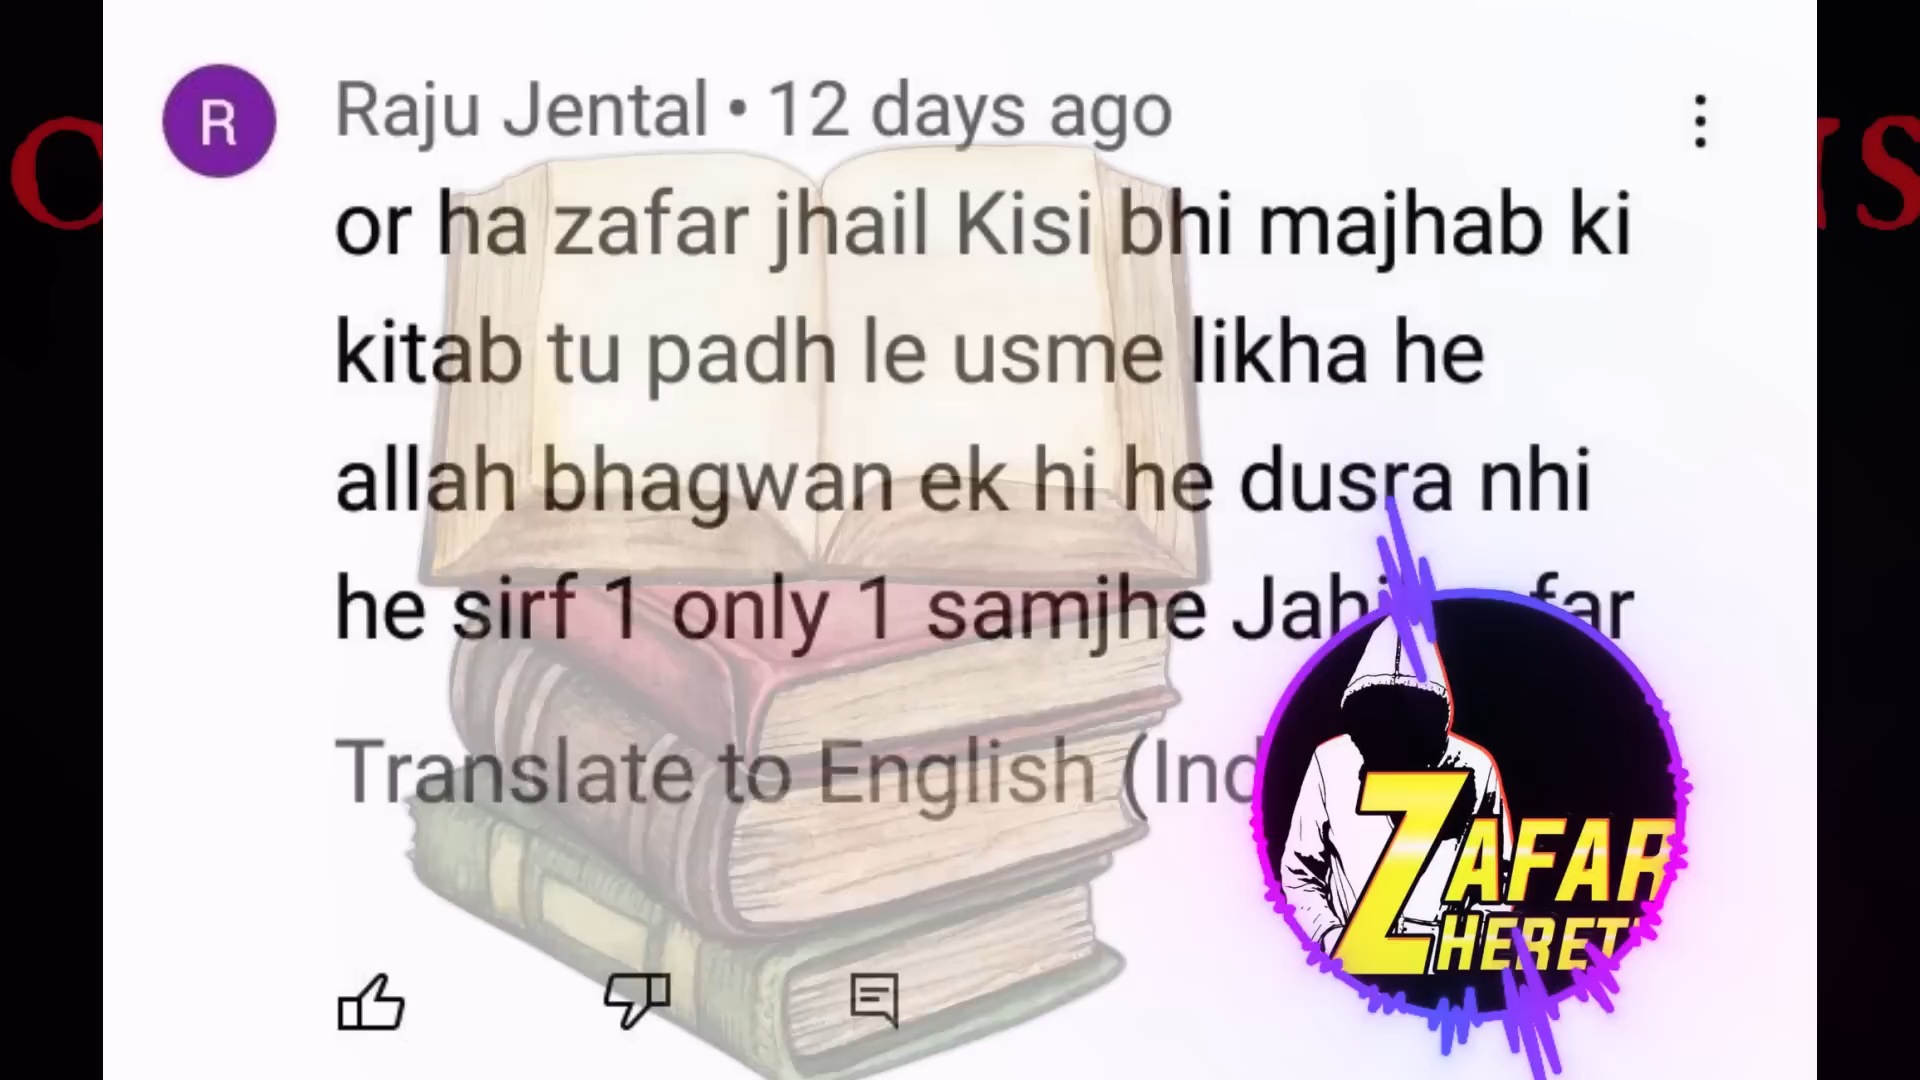 R
Raju Jental • 12 days ago
or ha zafar jhail Kisi bhi majhab ki
kitab tu padh le usme likha he
allah bhagwan ek hi he dusra nhi
he sirf 1 only 1 samjhe
Translate to English
ZAFAR